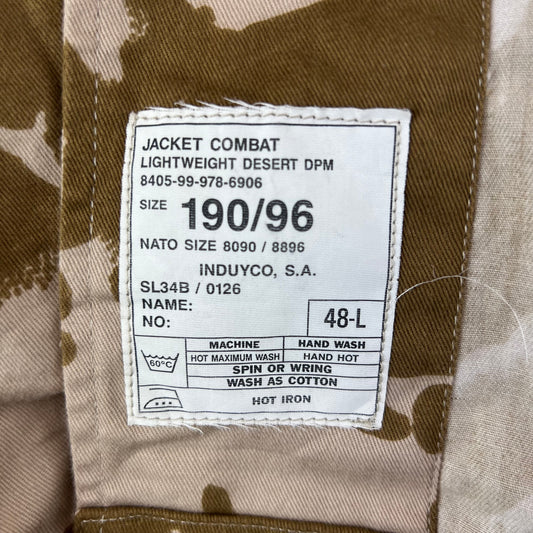 JACKET COMBAT
LIGHTWEIGHT DESERT DPM
8405-99-978-6906
SIZE 190/96
NATO SIZE 8090 / 8896
INDUYCO, S.A.
SL34B / 0126
NAME:
NO: 48-L
MACHINE HAND WASH
60°C HOT MAXIMUM WASH HAND HOT
SPIN OR WRING
WASH AS COTTON
HOT IRON